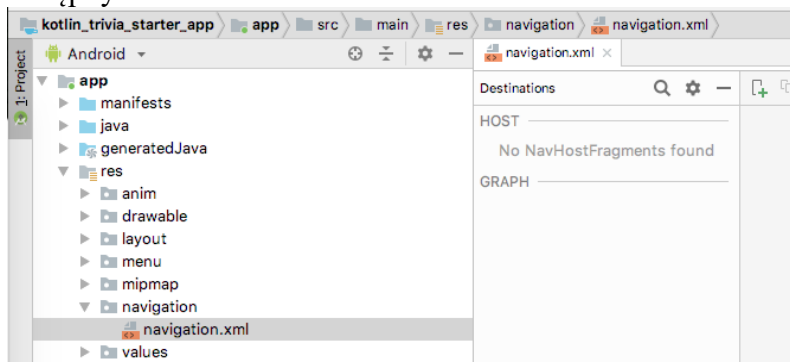 kotlin_trivia_starter_app app src main res navigation navigation.xml
1: Project
Android
navigation.xml
app
manifests
java
generatedJava
res
anim
drawable
layout
menu
mipmap
navigation
navigation.xml
values
Destinations
HOST
No NavHostFragments found
GRAPH